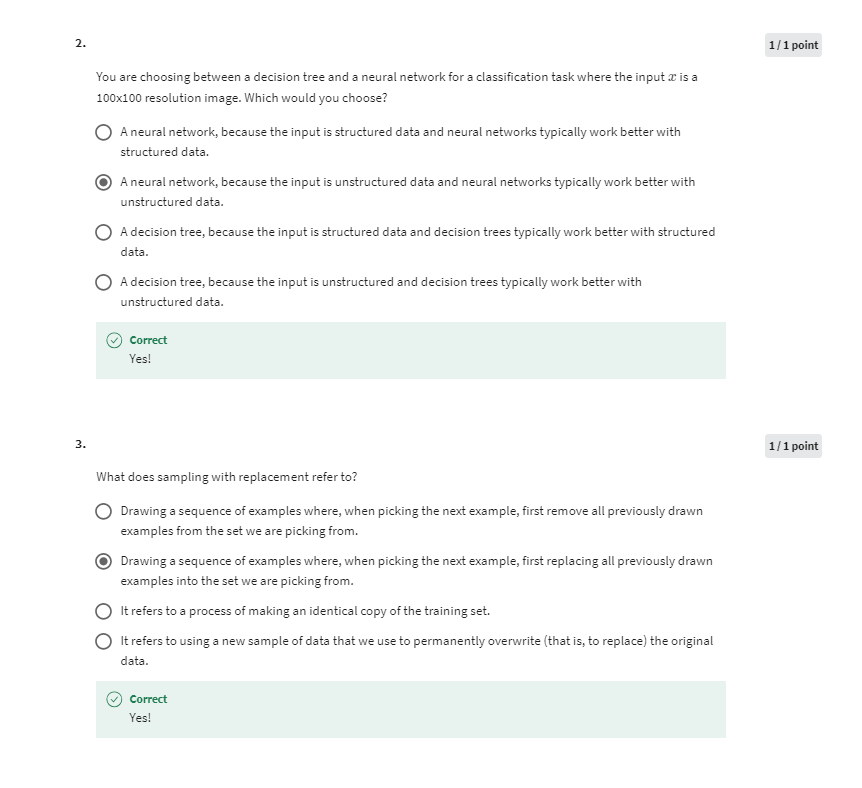 2.
1 / 1 point
You are choosing between a decision tree and a neural network for a classification task where the input x is a
100x100 resolution image. Which would you choose?
A neural network, because the input is structured data and neural networks typically work better with
structured data.
A neural network, because the input is unstructured data and neural networks typically work better with
unstructured data.
A decision tree, because the input is structured data and decision trees typically work better with structured
data.
A decision tree, because the input is unstructured and decision trees typically work better with
unstructured data.
Correct
Yes!
3.
1 / 1 point
What does sampling with replacement refer to?
Drawing a sequence of examples where, when picking the next example, first remove all previously drawn
examples from the set we are picking from.
Drawing a sequence of examples where, when picking the next example, first replacing all previously drawn
examples into the set we are picking from.
It refers to a process of making an identical copy of the training set.
It refers to using a new sample of data that we use to permanently overwrite (that is, to replace) the original
data.
Correct
Yes!